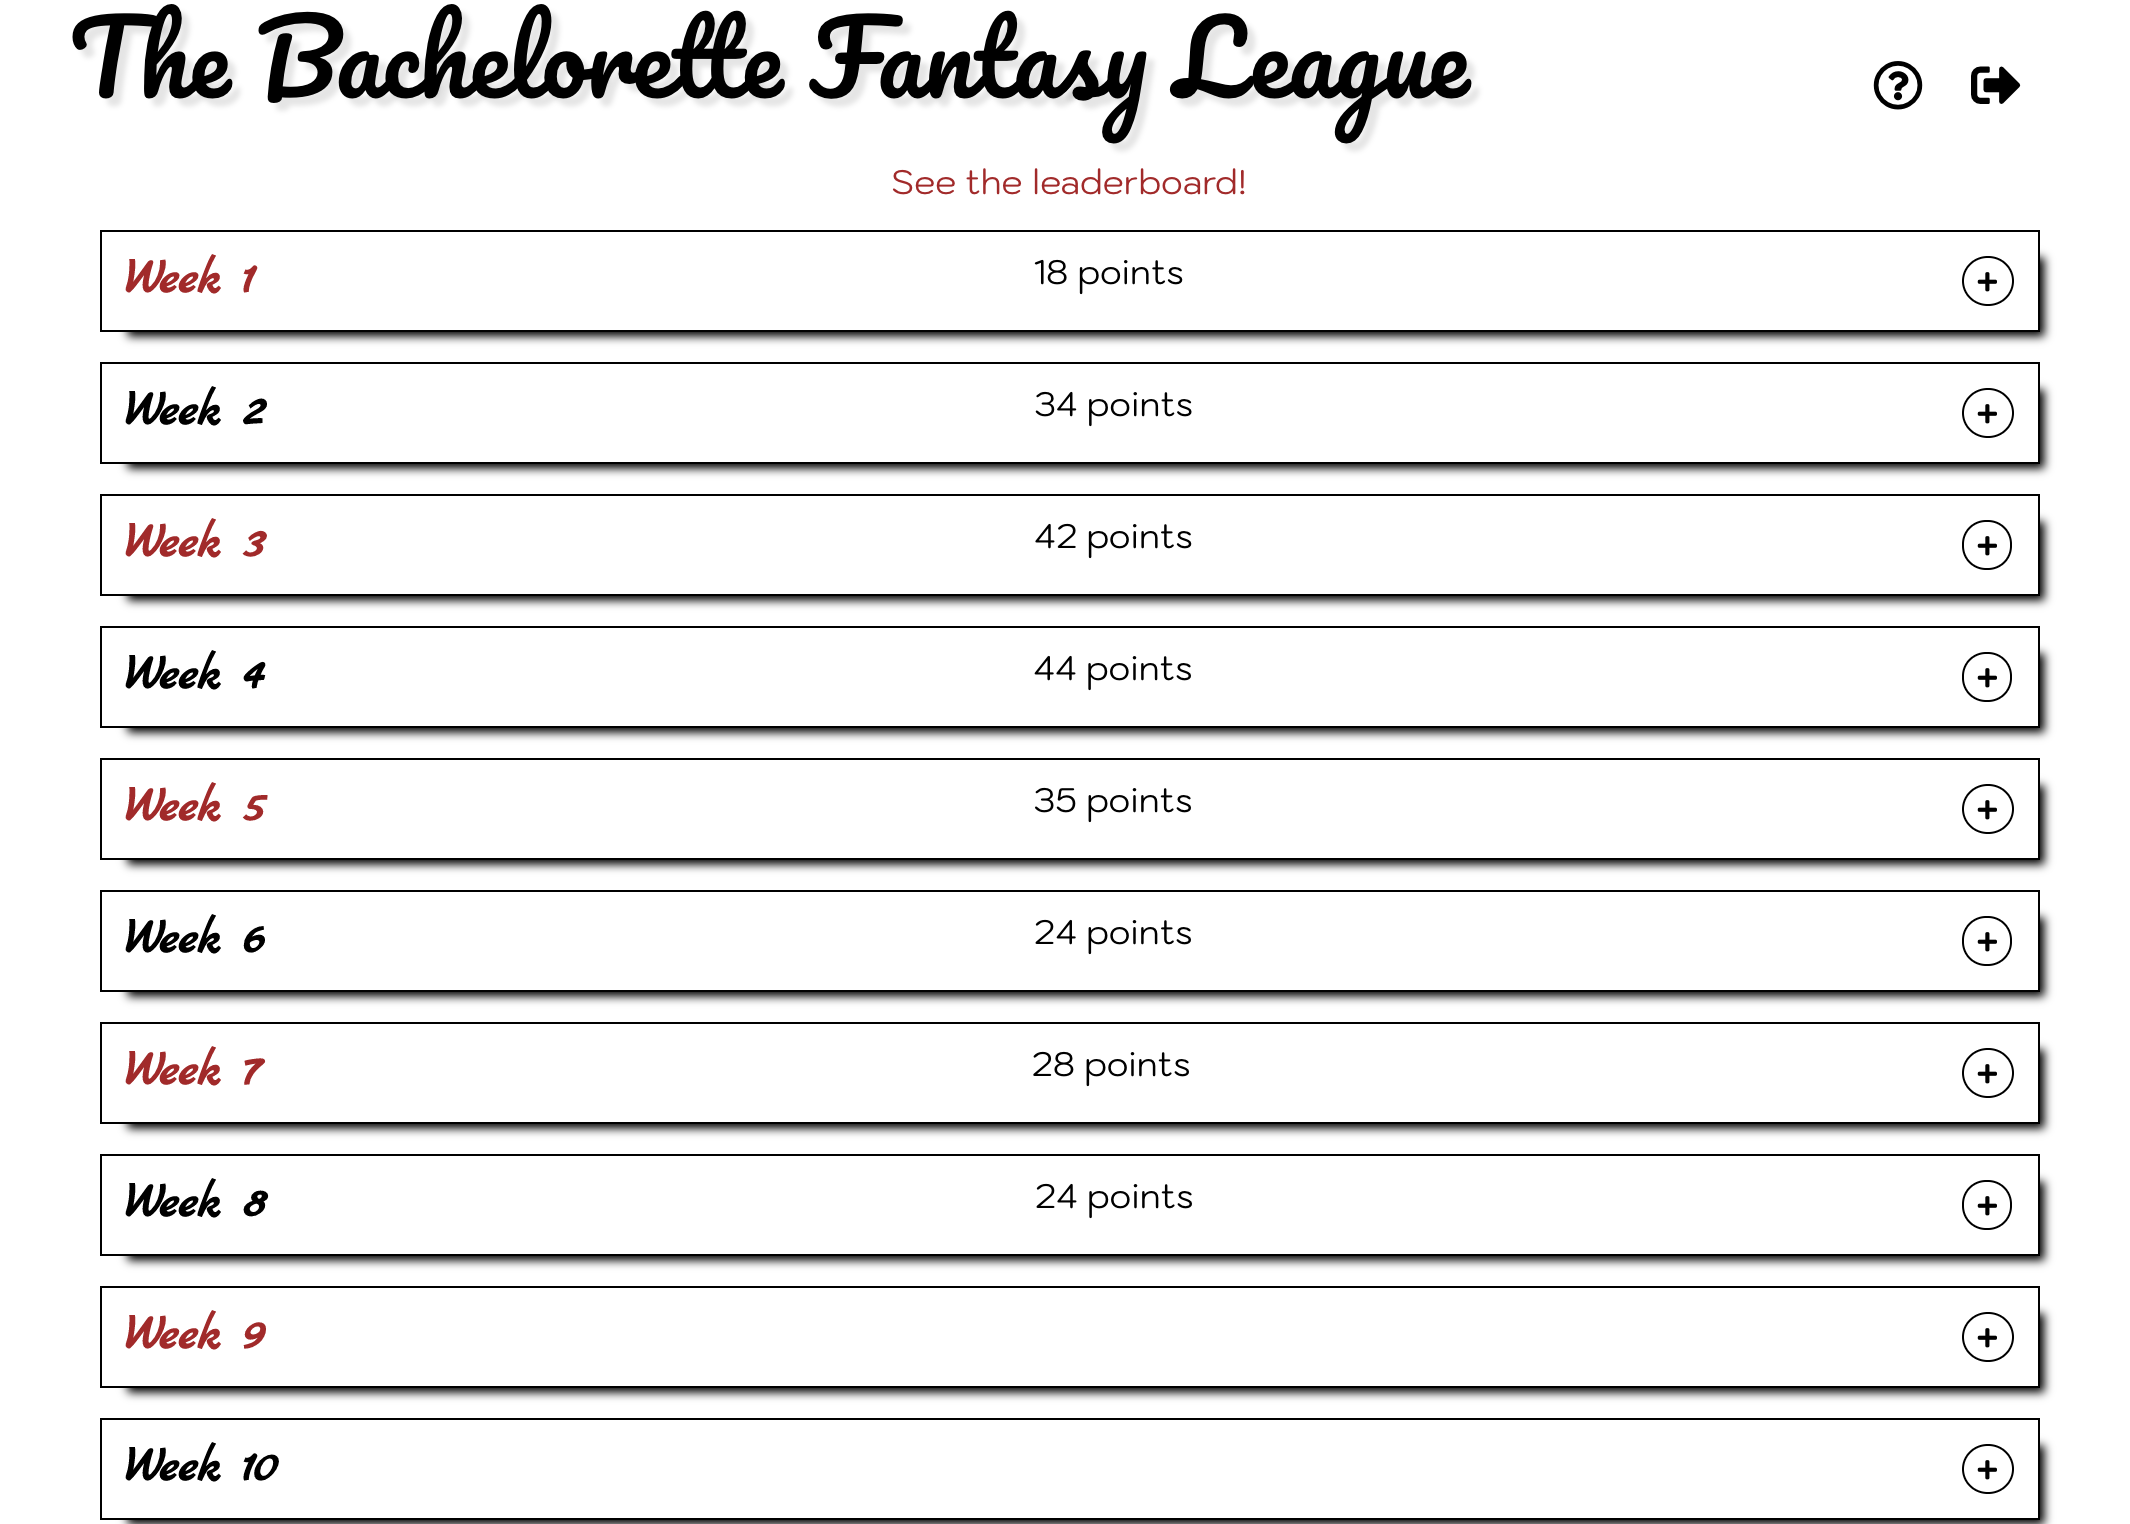 The Bachelorette Fantasy League
See the leaderboard!
Week 1 18 points
Week 2 34 points
Week 3 42 points
Week 4 44 points
Week 5 35 points
Week 6 24 points
Week 7 28 points
Week 8 24 points
Week 9
Week 10